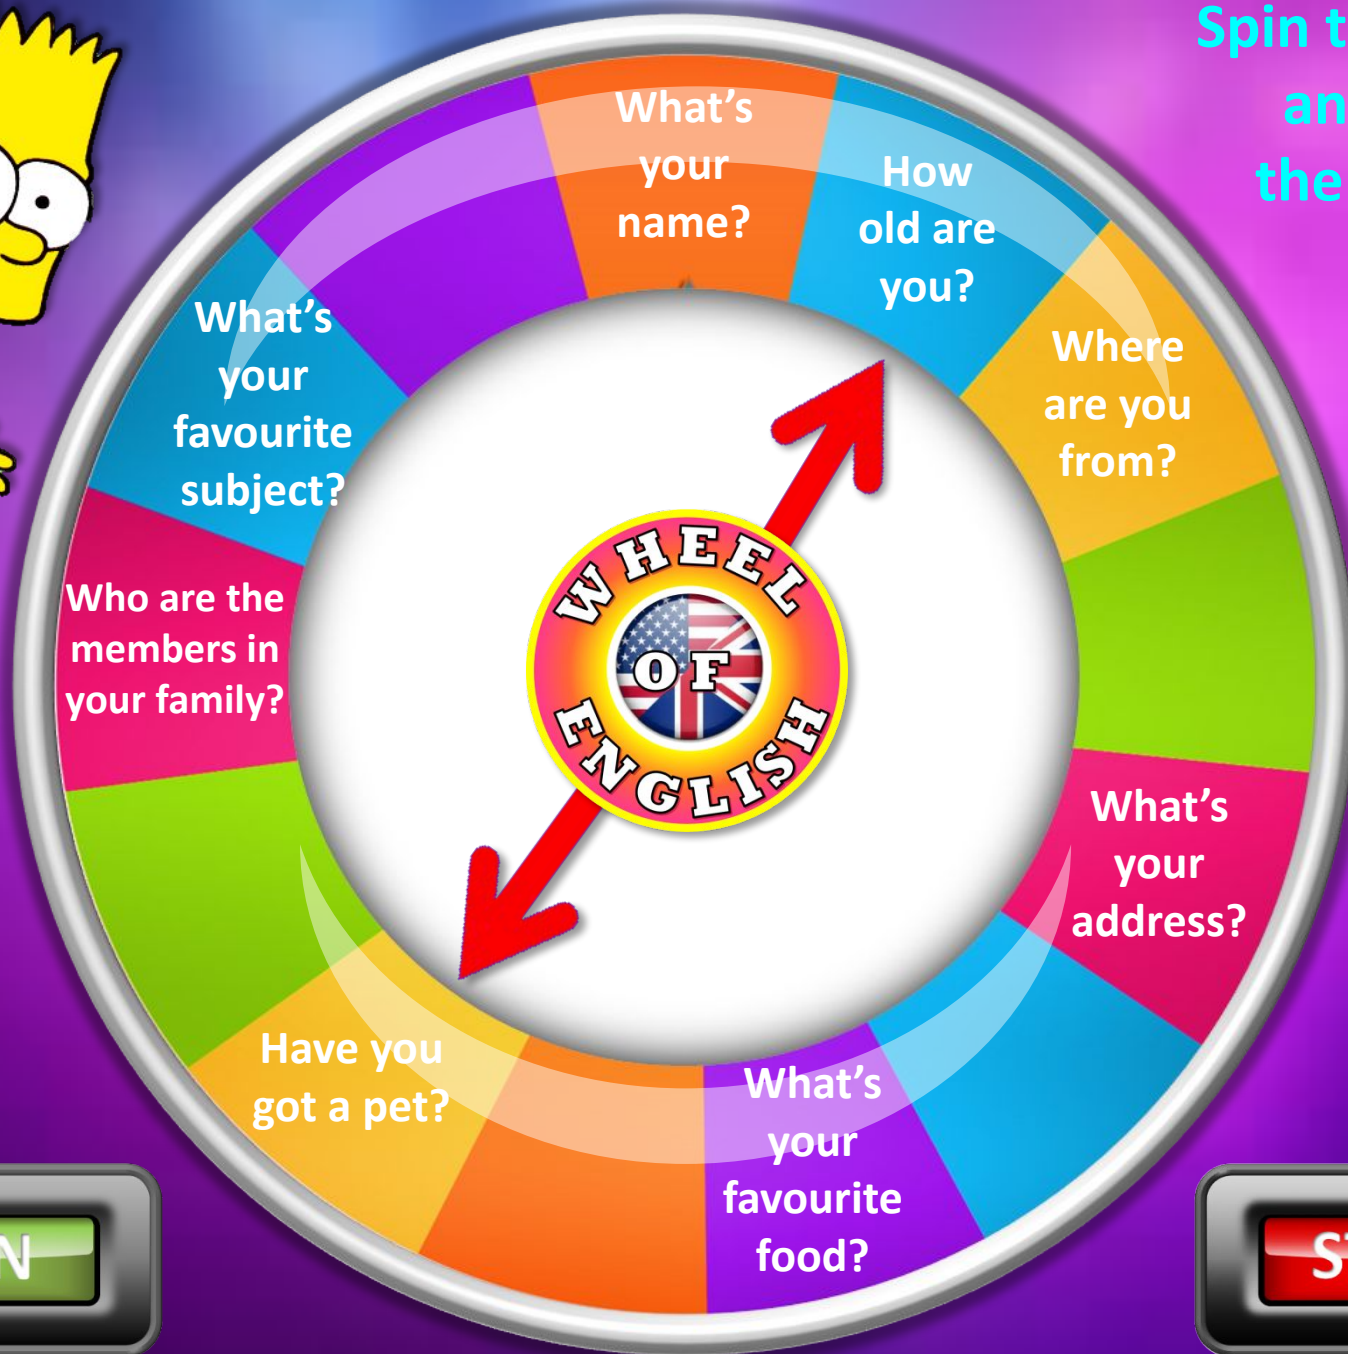 Spin t
an
the
What's
your
name?
How
old are
you?
Where
are you
from?
What's
your
address?
What's
your
favourite
food?
Have you
got a pet?
Who are the
members in
your family?
What's
your
favourite
subject?
WHEEL
OF
ENGLISH
N
ST